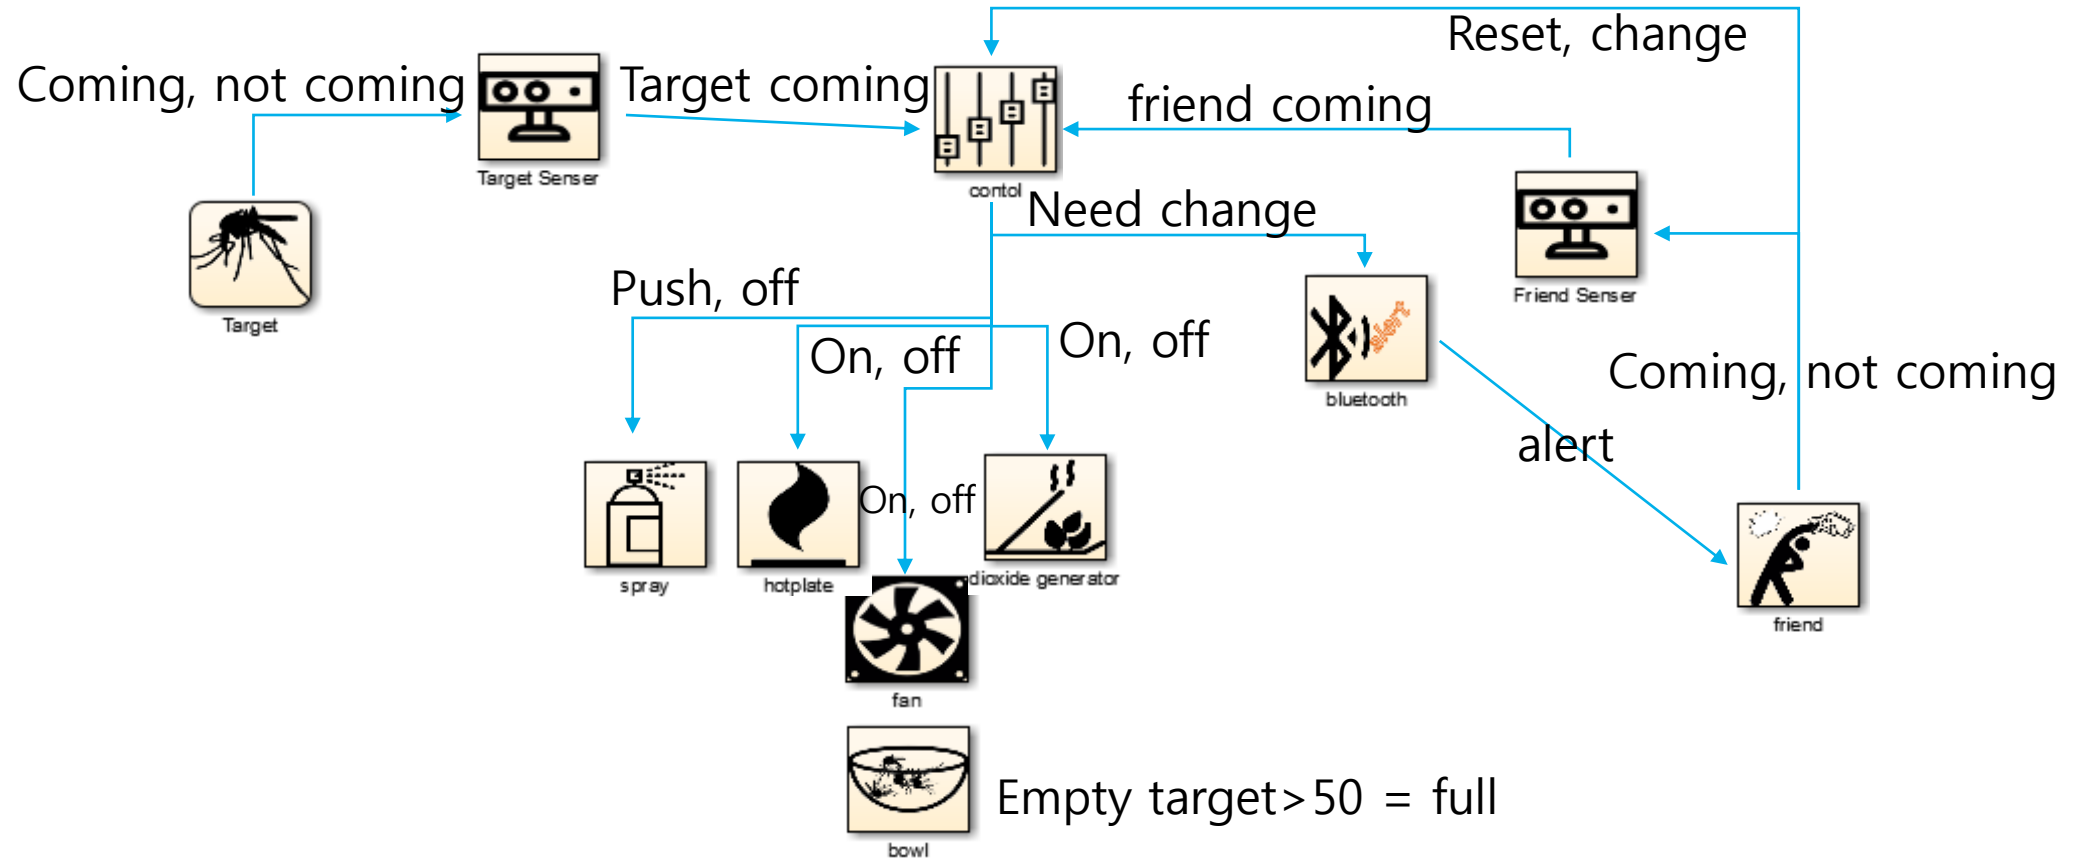 Reset, change
Coming, not coming
Target coming
friend coming
Target Senser
contol
Need change
Friend Senser
Target
Push, off
On, off
On, off
bluetooth
alert
Coming, not coming
alert
On, off
spray
hotplate
dioxide generator
friend
fan
Empty target>50 = full
bowl